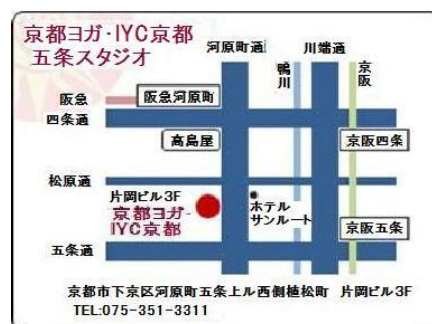 京都ヨガ・IYC京都
五条スタジオ
河原町通
川端通
鴨川
京阪
阪急
阪急河原町
四条通
高島屋
京阪四条
松原通
片岡ビル3F
京都ヨガ・
IYC京都
ホテル
サンルート
京阪五条
五条通
京都市下京区河原町五条上ル西側植松町 片岡ビル3F
TEL:075-351-3311